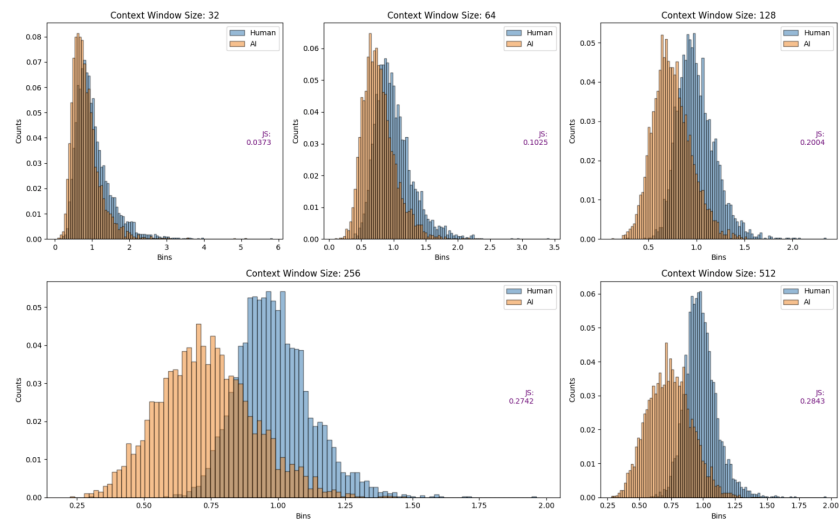 Context Window Size: 32
Human
AI
0.08
0.07
0.06
0.05
0.04
0.03
0.02
0.01
0.00
Counts
JS:
0.0373
0 1 2 3 4 5 6
Bins
Context Window Size: 64
Human
AI
0.06
0.05
0.04
0.03
0.02
0.01
0.00
Counts
JS:
0.1025
0.0 0.5 1.0 1.5 2.0 2.5 3.0 3.5
Bins
Context Window Size: 128
Human
AI
0.05
0.04
0.03
0.02
0.01
0.00
Counts
JS:
0.2004
0.5 1.0 1.5 2.0
Bins
Context Window Size: 256
Human
AI
0.05
0.04
0.03
0.02
0.01
0.00
Counts
JS:
0.2742
0.25 0.50 0.75 1.00 1.25 1.50 1.75 2.00
Bins
Context Window Size: 512
Human
AI
0.06
0.05
0.04
0.03
0.02
0.01
0.00
Counts
JS:
0.2843
0.25 0.50 0.75 1.00 1.25 1.50 1.75 2.00
Bins